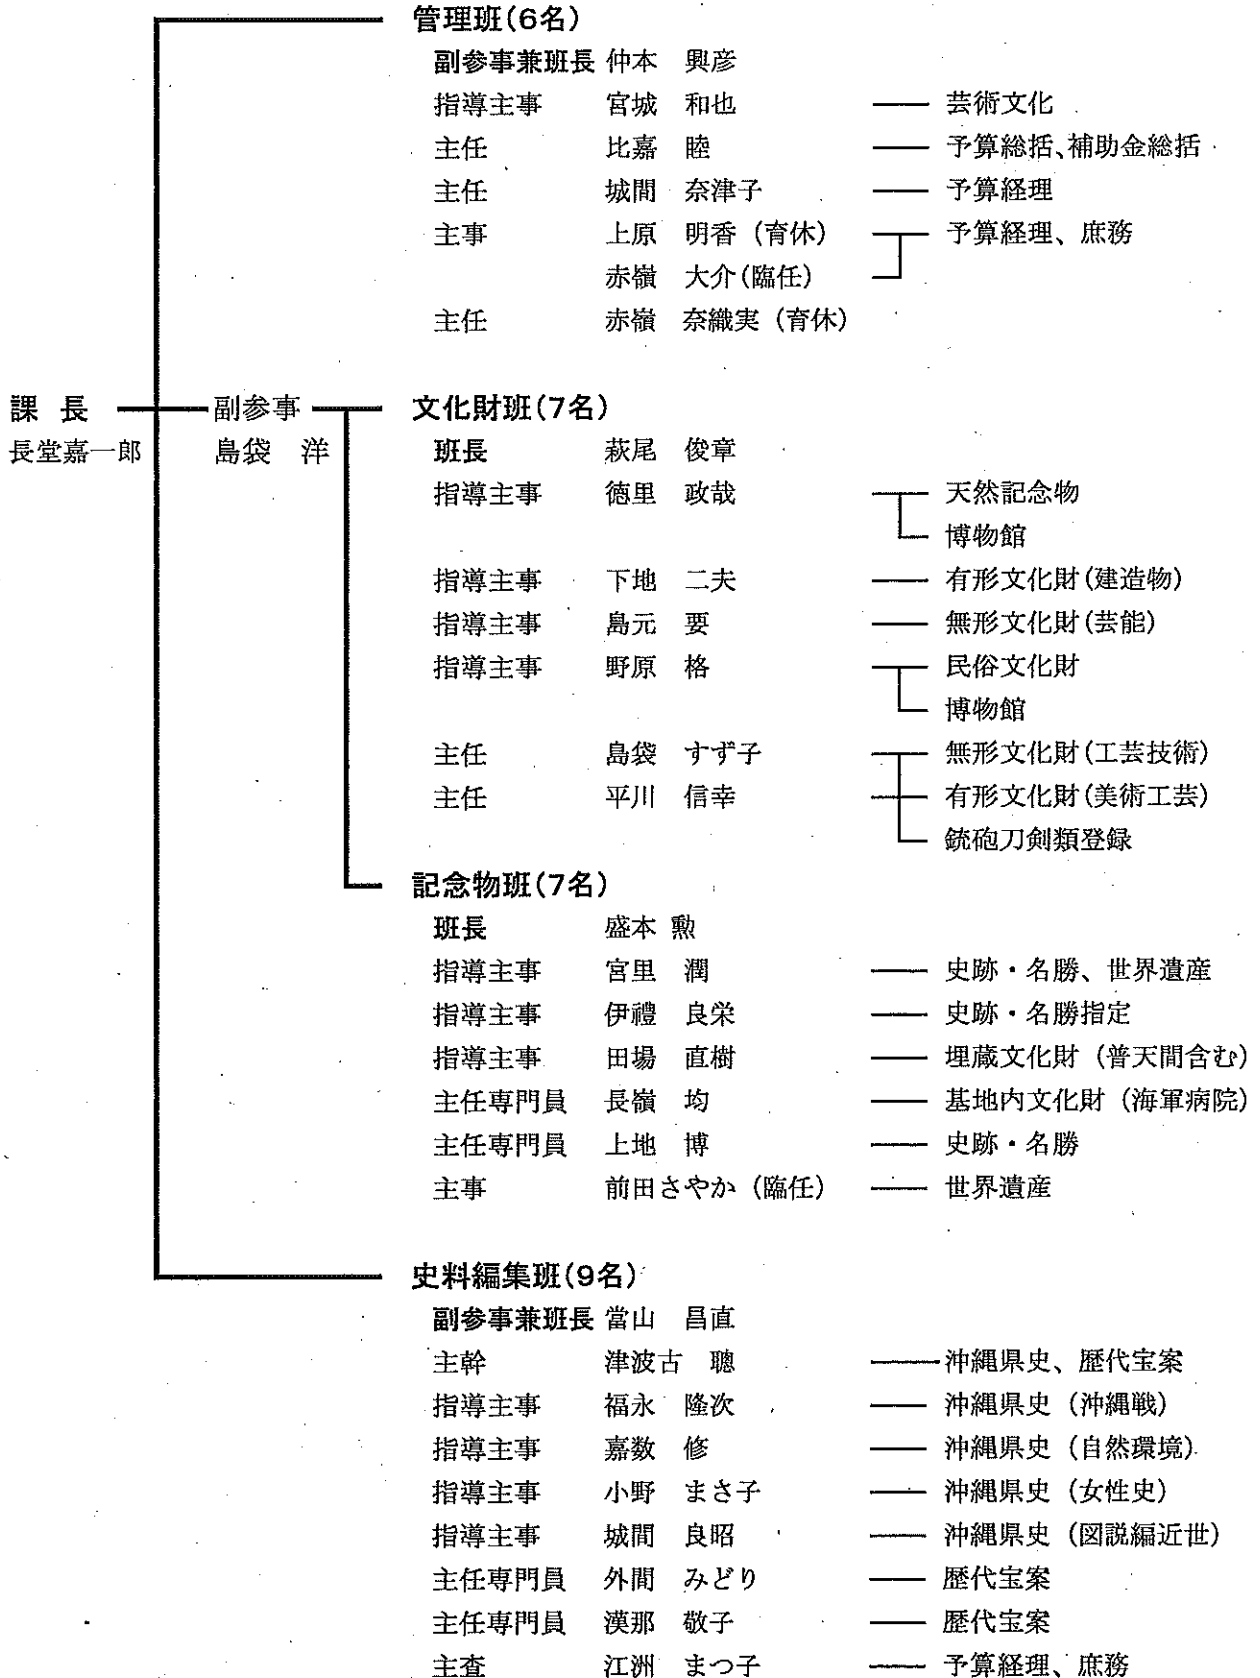 管理班(6名)
副参事兼班長 仲本 興彦
指導主事 宮城 和也 芸術文化
主任 比嘉 睦 予算総括、補助金総括
主任 城間 奈津子 予算経理
主事 上原 明香 (育休) 予算経理、庶務
赤嶺 大介(臨任)
主任 赤嶺 奈織実 (育休)
課 長 副参事 文化財班(7名)
長堂嘉一郎 島袋 洋 班長 萩尾 俊章
指導主事 徳里 政哉 天然記念物
博物館
指導主事 下地 二夫 有形文化財(建造物)
指導主事 島元 要 無形文化財(芸能)
指導主事 野原 格 民俗文化財
博物館
主任 島袋 すず子 無形文化財(工芸技術)
主任 平川 信幸 有形文化財(美術工芸)
銃砲刀剣類登録
記念物班(7名)
班長 盛本 勲
指導主事 宮里 潤 史跡・名勝、世界遺産
指導主事 伊禮 良栄 史跡・名勝指定
指導主事 田場 直樹 埋蔵文化財 (普天間含む)
主任専門員 長嶺 均 基地内文化財 (海軍病院)
主任専門員 上地 博 史跡・名勝
主事 前田さやか (臨任) 世界遺産
史料編集班(9名)
副参事兼班長 當山 昌直
主幹 津波古 聰 沖縄県史、歴代宝案
指導主事 福永 隆次 沖縄県史 (沖縄戦)
指導主事 嘉数 修 沖縄県史 (自然環境)
指導主事 小野 まさ子 沖縄県史 (女性史)
指導主事 城間 良昭 沖縄県史 (図説編近世)
主任専門員 外間 みどり 歴代宝案
主任専門員 漢那 敬子 歴代宝案
主査 江洲 まつ子 予算経理、庶務